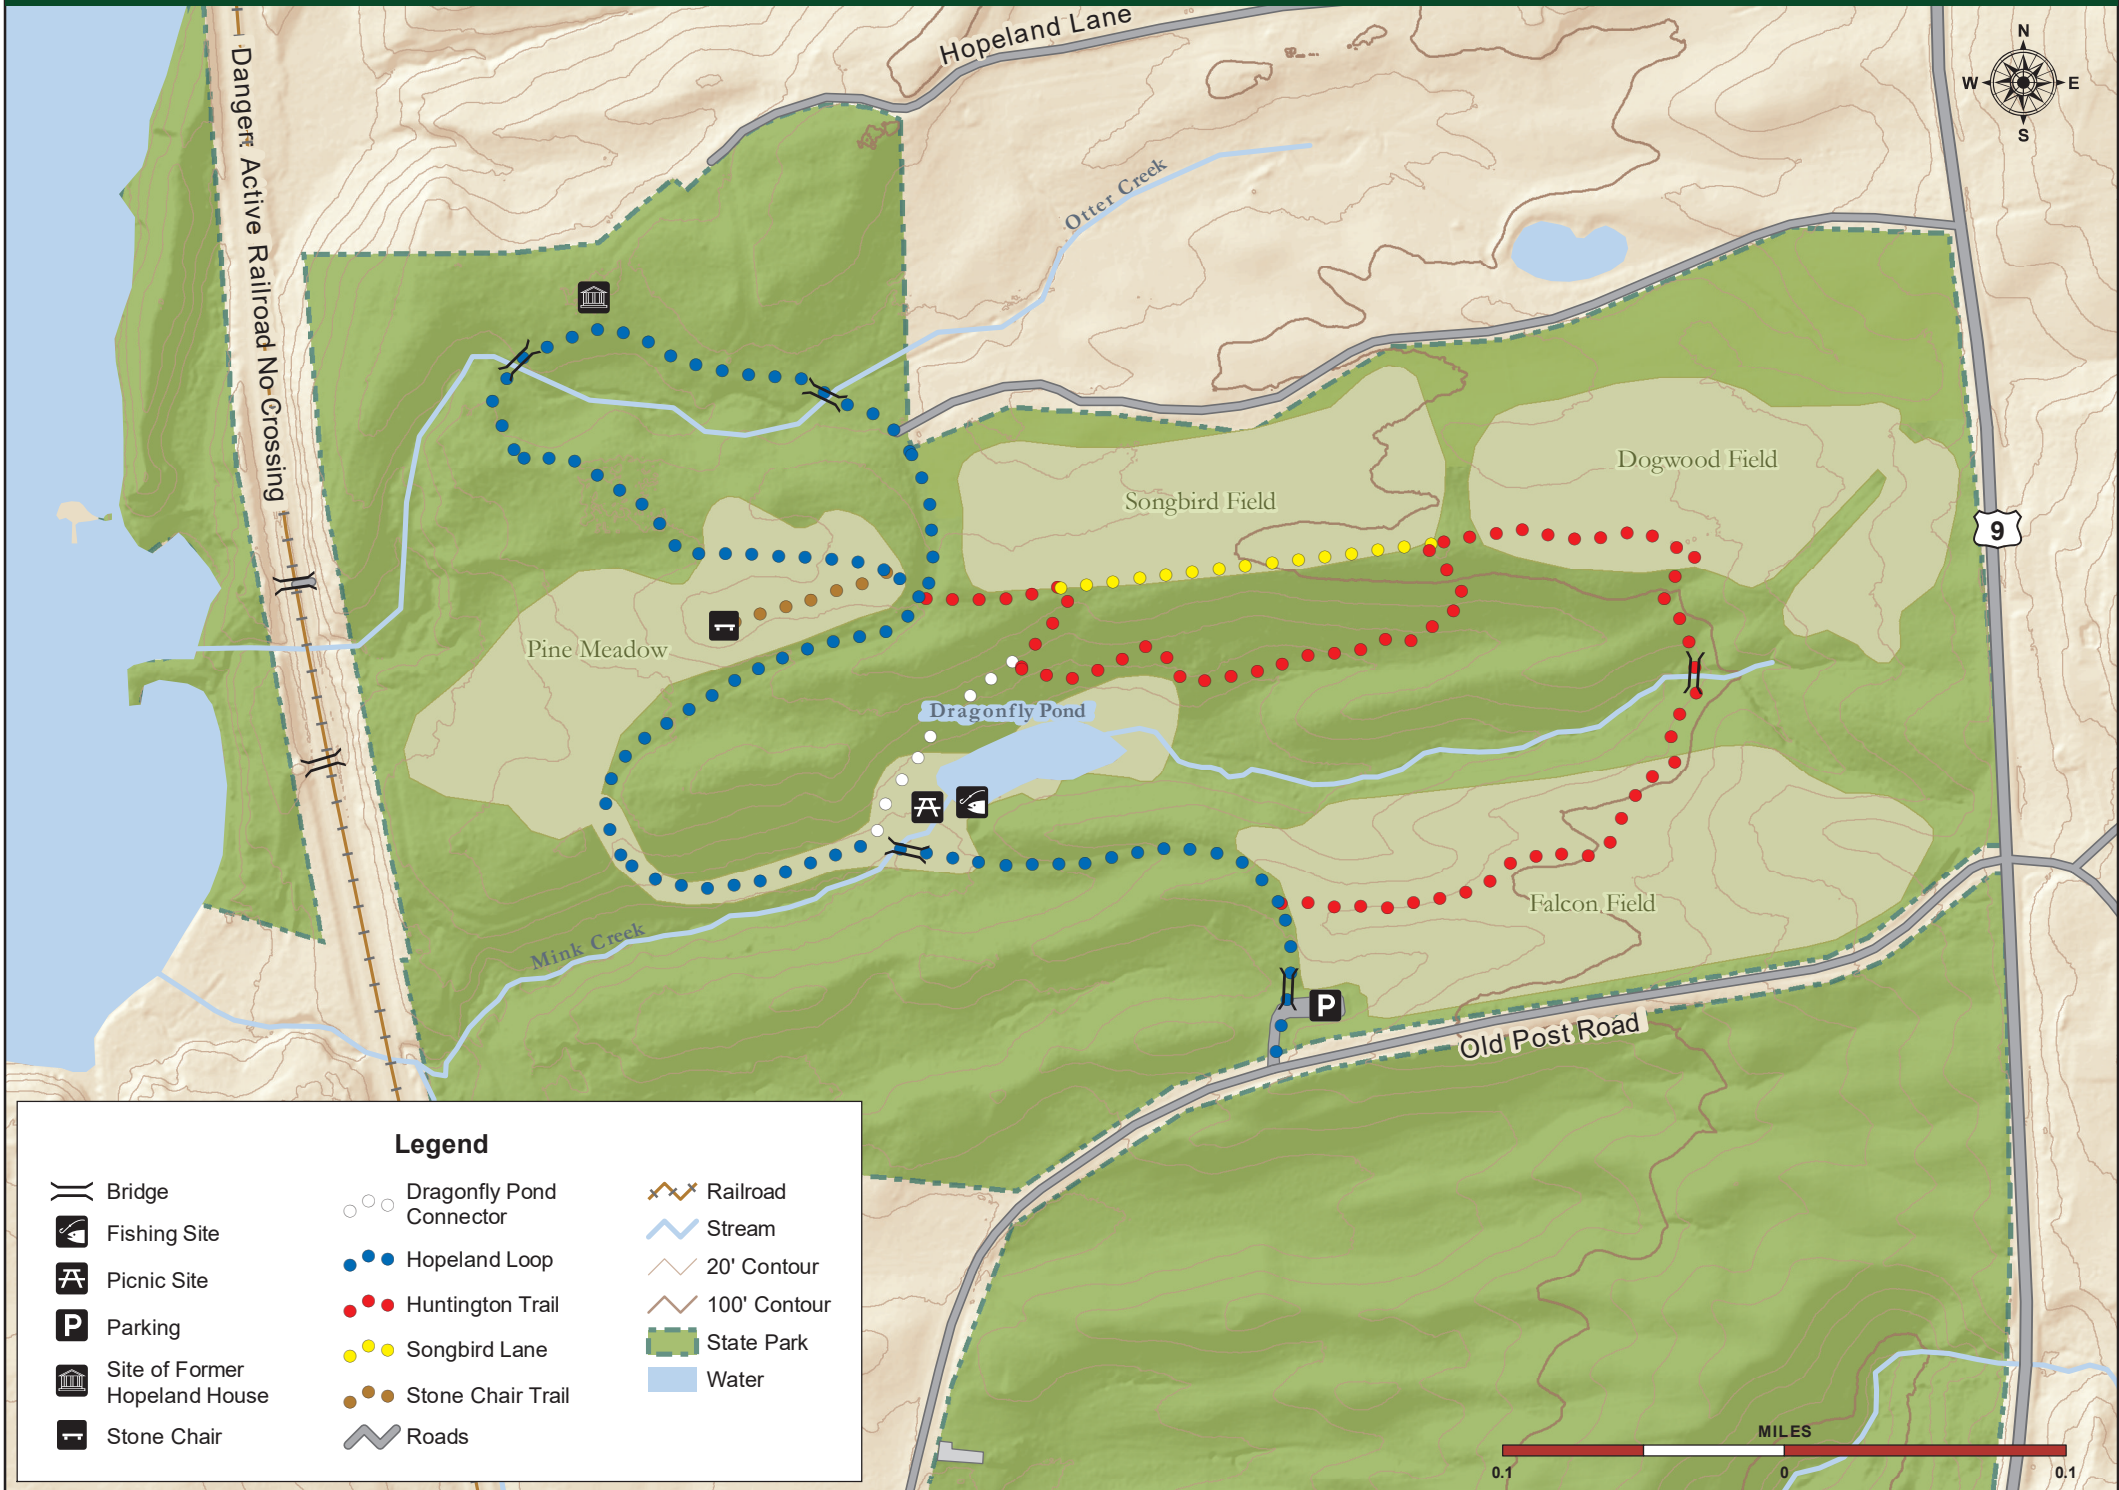 Hopeland Lane
N
W
E
S
Danger: Active Railroad No Crossing
Otter Creek
Dogwood Field
Songbird Field
9
Pine Meadow
Dragonfly Pond
Falcon Field
Mink Creek
P
Old Post Road
Legend
Bridge
Fishing Site
Picnic Site
P
Parking
Site of Former
Hopeland House
Stone Chair
Dragonfly Pond
Connector
Hopeland Loop
Huntington Trail
Songbird Lane
Stone Chair Trail
Roads
Railroad
Stream
20' Contour
100' Contour
State Park
Water
MILES
0.1
0
0.1